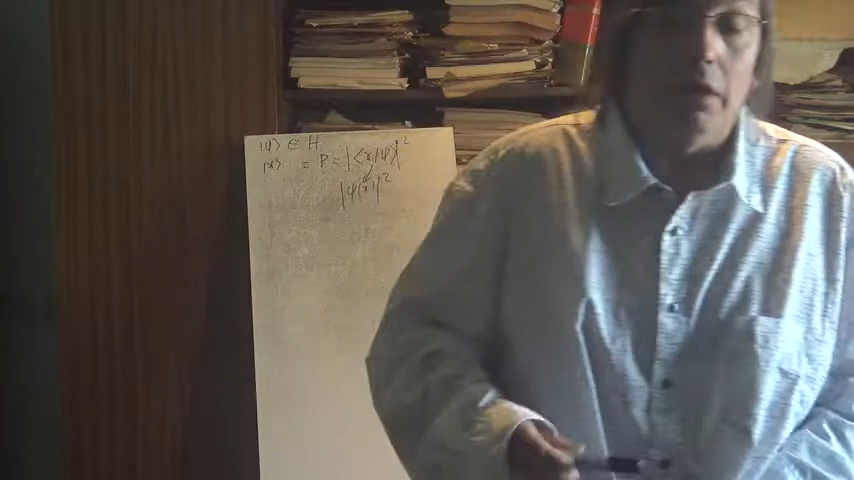 |ψ> ∈ H
|x> = P = |<x|ψ>|²
|ψ(x)|²